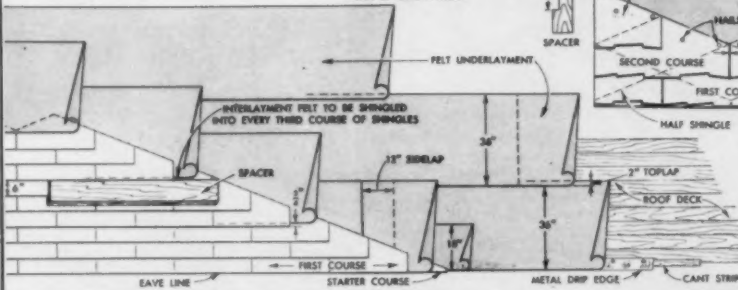 SPACER
NAILS
SECOND COURSE
FIRST CO
HALF SHINGLE
FELT UNDERLAYMENT
INTERLAYMENT FELT TO BE SHINGLED
INTO EVERY THIRD COURSE OF SHINGLES
36"
12" SIDELAP
2" TOPLAP
SPACER
6"
ROOF DECK
36"
18"
FIRST COURSE
EAVE LINE
STARTER COURSE
METAL DRIP EDGE
CANT STRIP